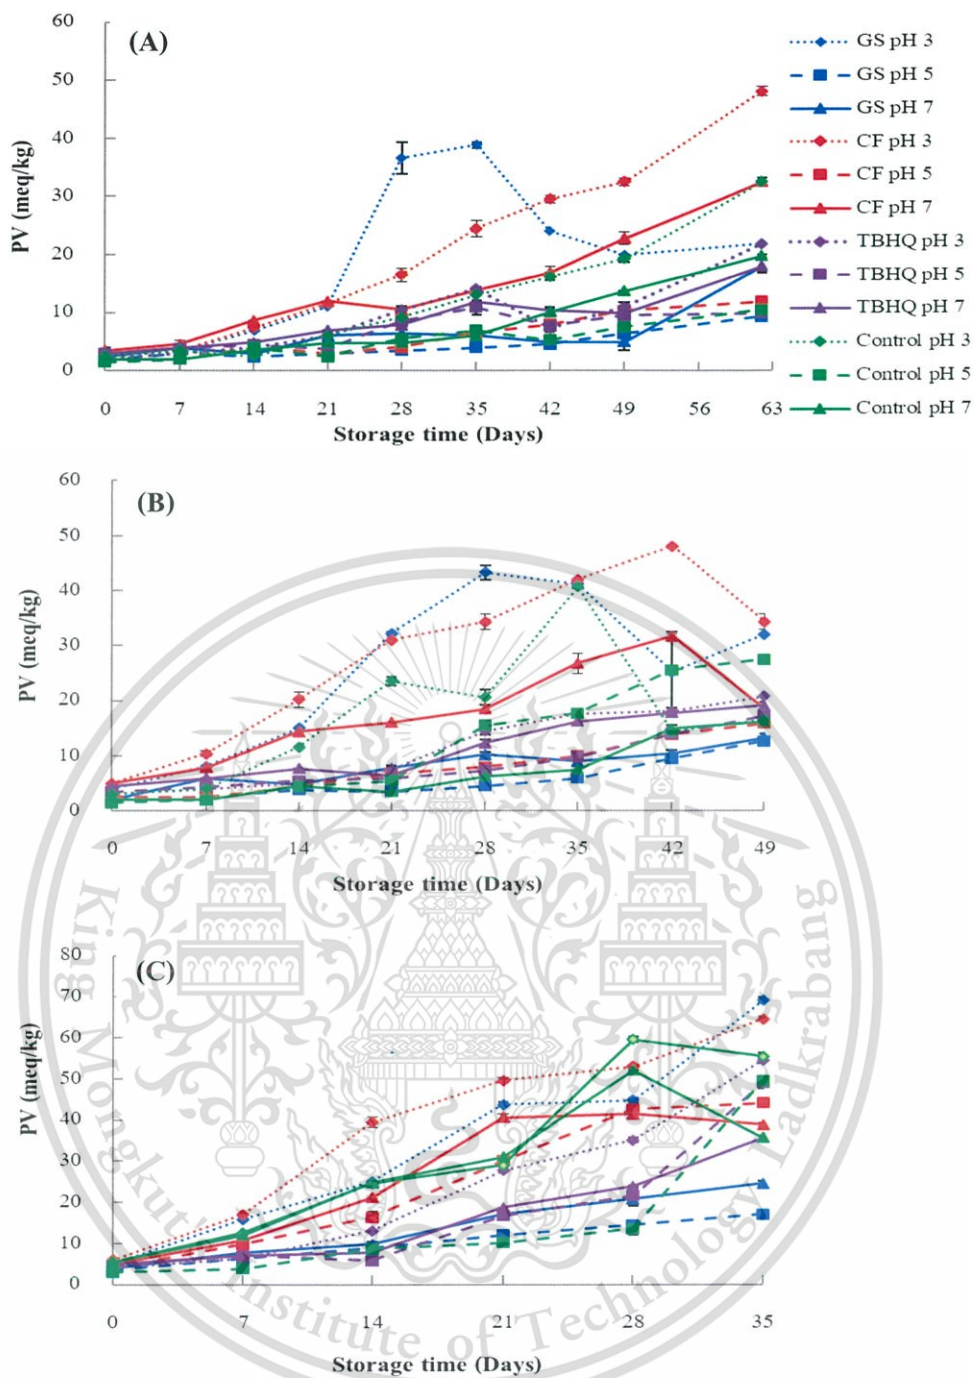 60
(A)
50
40
30
20
10
0
PV (meq/kg)
0 7 14 21 28 35 42 49 56 63
Storage time (Days)
GS pH 3
GS pH 5
GS pH 7
CF pH 3
CF pH 5
CF pH 7
TBHQ pH 3
TBHQ pH 5
TBHQ pH 7
Control pH 3
Control pH 5
Control pH 7
60
(B)
50
40
30
20
10
0
PV (meq/kg)
0 7 14 21 28 35 42 49
Storage time (Days)
80
(C)
70
60
50
40
30
20
10
0
PV (meq/kg)
0 7 14 21 28 35
Storage time (Days)
King Mongkut's Institute of Technology Ladkrabang